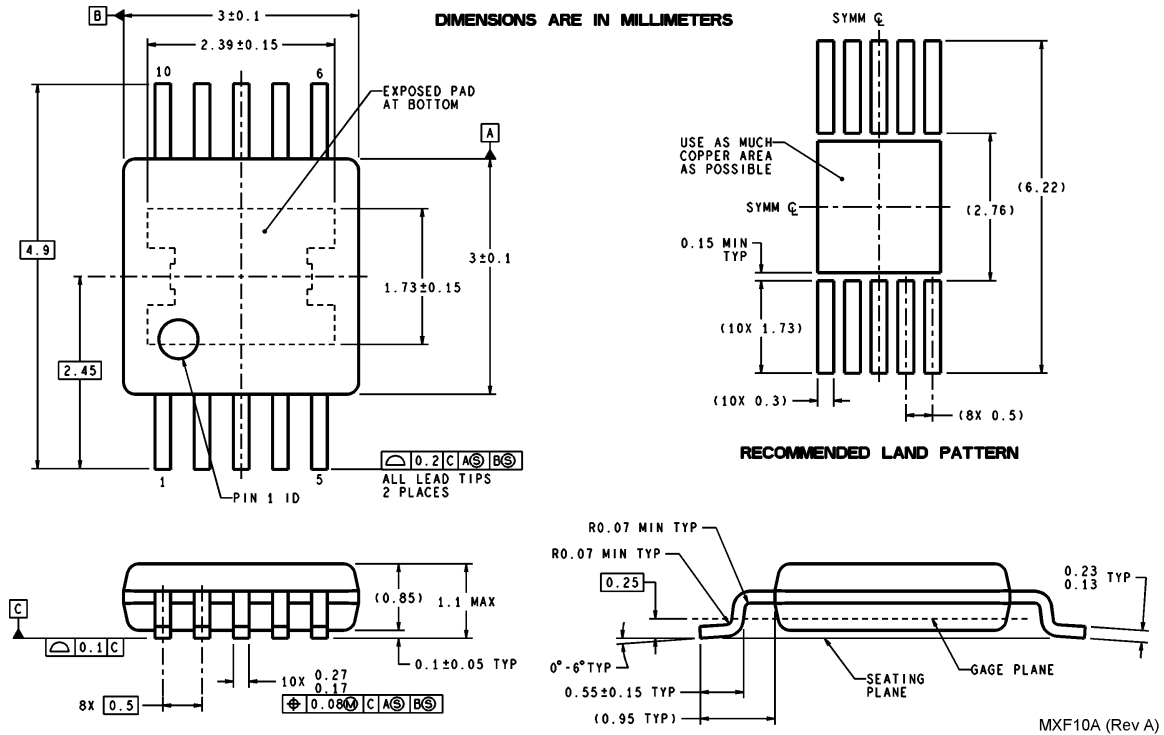 DIMENSIONS ARE IN MILLIMETERS
B
3±0.1
2.39±0.15
10
6
EXPOSED PAD
AT BOTTOM
A
4.9
2.45
3±0.1
1.73±0.15
1
5
PIN 1 ID
0.2 C A Ⓢ B Ⓢ
ALL LEAD TIPS
2 PLACES
SYMM ℄
USE AS MUCH
COPPER AREA
AS POSSIBLE
SYMM ℄
(6.22)
(2.76)
0.15 MIN
TYP
(10X 1.73)
(10X 0.3)
(8X 0.5)
RECOMMENDED LAND PATTERN
C
0.1 C
(0.85)
1.1 MAX
0.1±0.05 TYP
8X 0.5
10X 0.27
0.17
⌖ 0.08 Ⓜ C A Ⓢ B Ⓢ
R0.07 MIN TYP
R0.07 MIN TYP
0.25
0.23
0.13 TYP
0°-6° TYP
0.55±0.15 TYP
(0.95 TYP)
SEATING
PLANE
GAGE PLANE
MXF10A (Rev A)